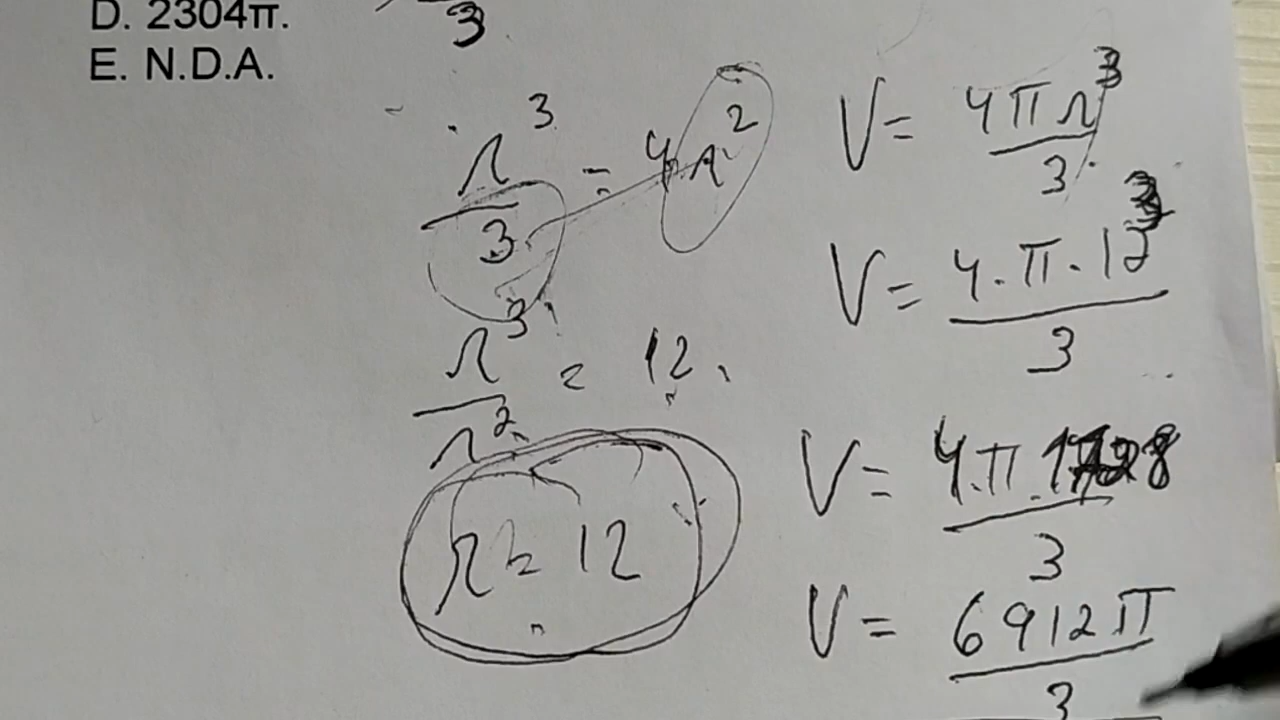 D. 2304π.
E. N.D.A.
3
r³/3 = 4r²
r³/r² = 12
r = 12
V = 4πr³/3
V = 4.π.12³/3
V = 4.π.1728/3
V = 6912π/3